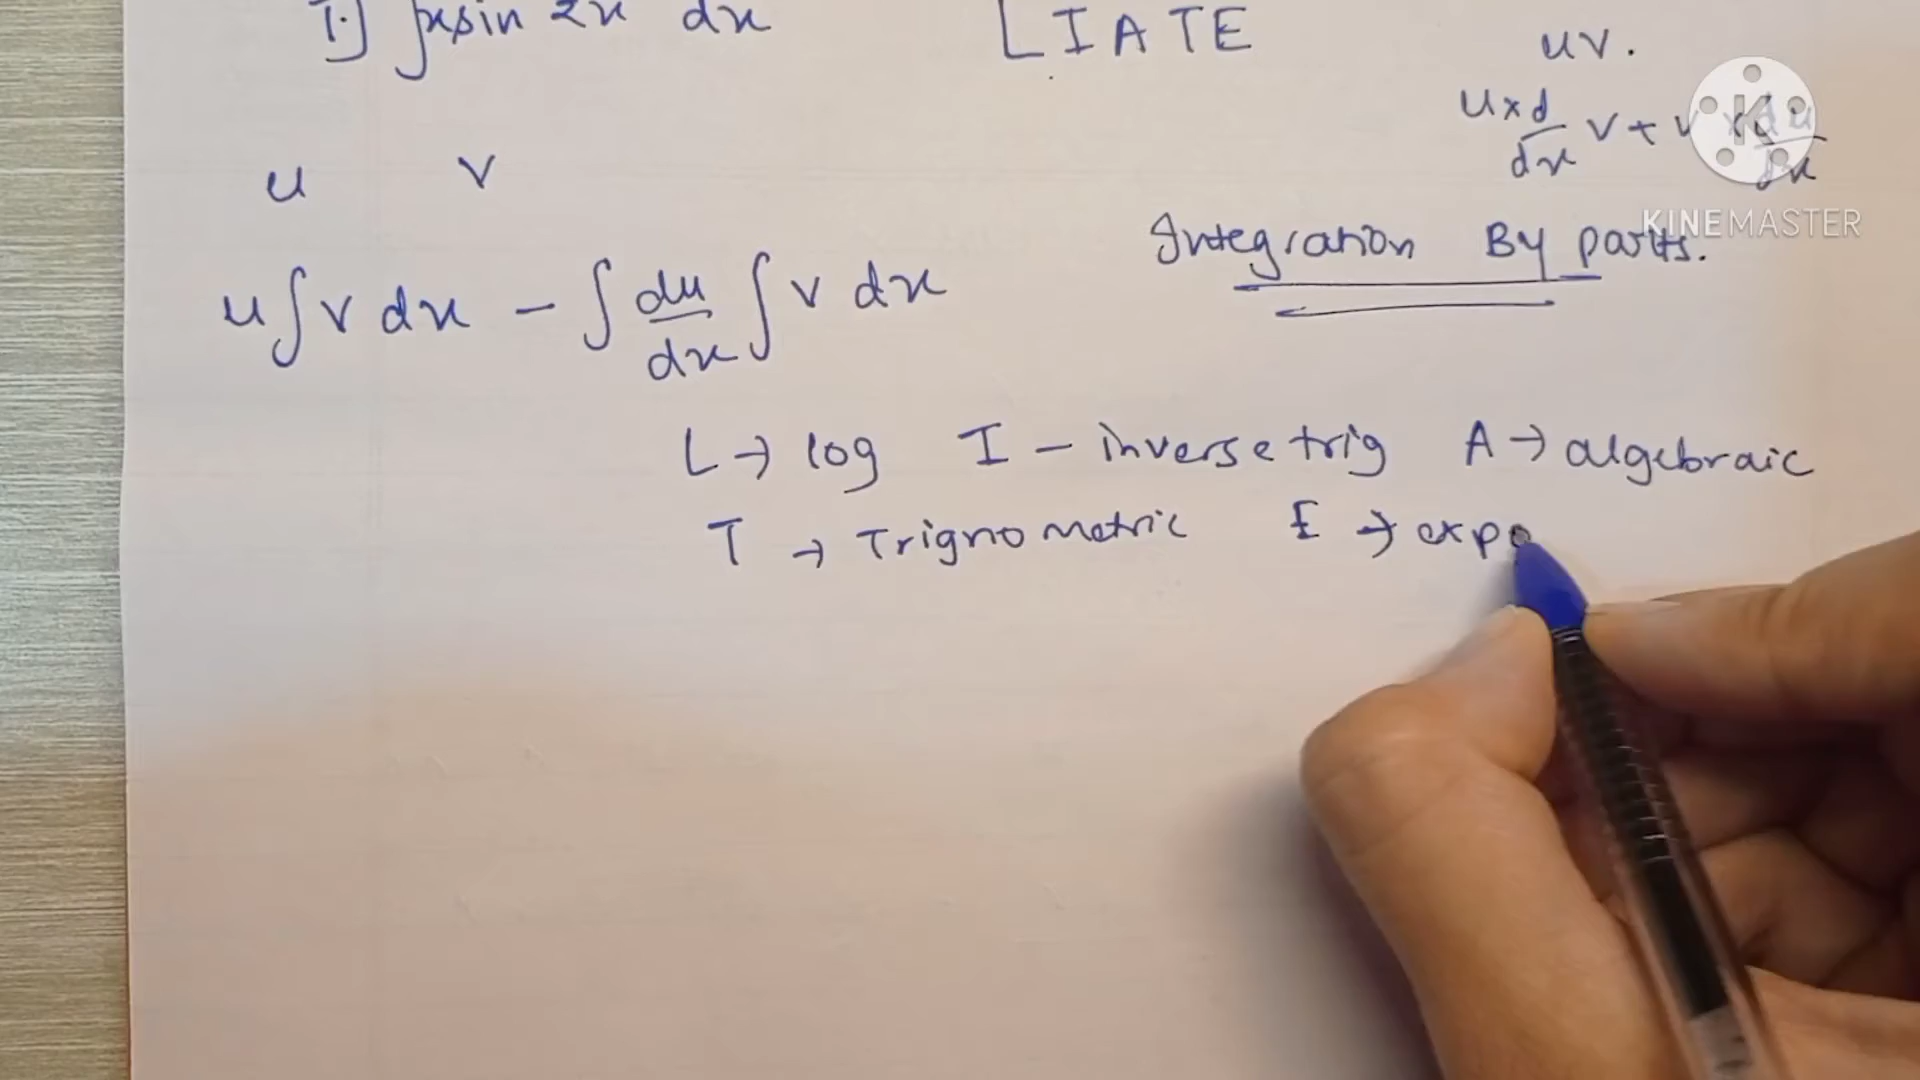 1.] ∫x sin 2x dx LIATE
uv.
u × d/dx v + v × du/dx
KINEMASTER
u v
Integration By parts.
u∫v dx - ∫ du/dx ∫v dx
L → log I - inverse trig A → algebraic
T → Trignometric E → expo